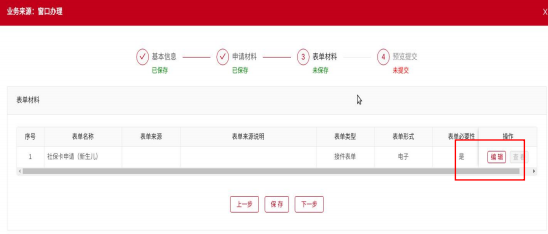 业务来源：窗口办理 X
基本信息 申请材料 3 表单材料 4 预览提交
已保存 已保存 未保存 未提交
表单材料
序号 表单名称 表单来源 表单来源说明 表单类型 表单形式 表单必要性 操作
1 社保卡申请（新生儿） 接件表单 电子 是 编辑
上一步 保存 下一步